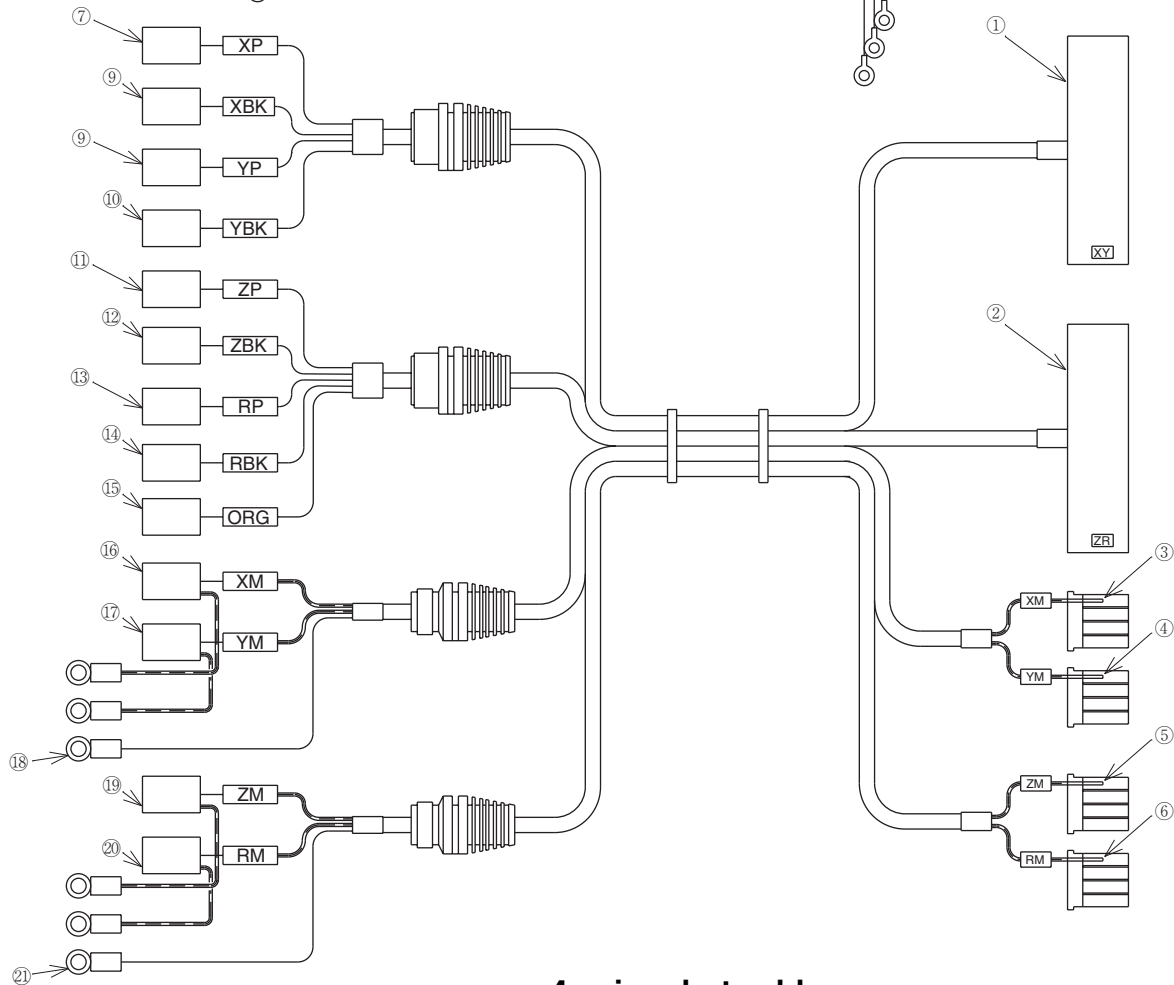 ⑦ XP
①
⑨ XBK
⑨ YP
⑩ YBK
XY
⑪ ZP
⑫ ZBK
②
⑬ RP
⑭ RBK
⑮ ORG
ZR
⑯ XM
③
XM
⑰ YM
④
YM
⑱
⑤
⑲ ZM
ZM
⑥
⑳ RM
RM
㉑